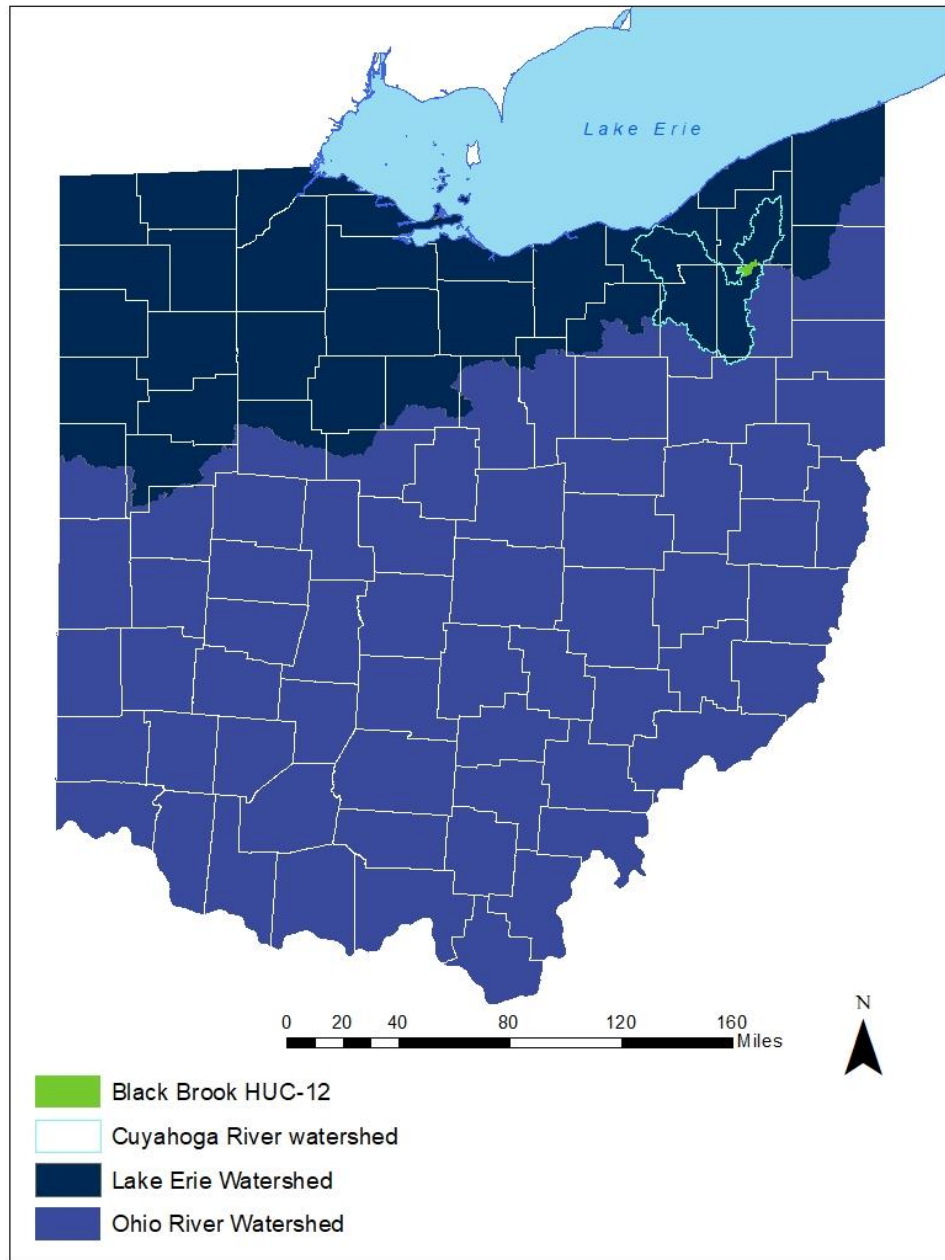 Lake Erie
N
0 20 40 80 120 160
Miles
Black Brook HUC-12
Cuyahoga River watershed
Lake Erie Watershed
Ohio River Watershed